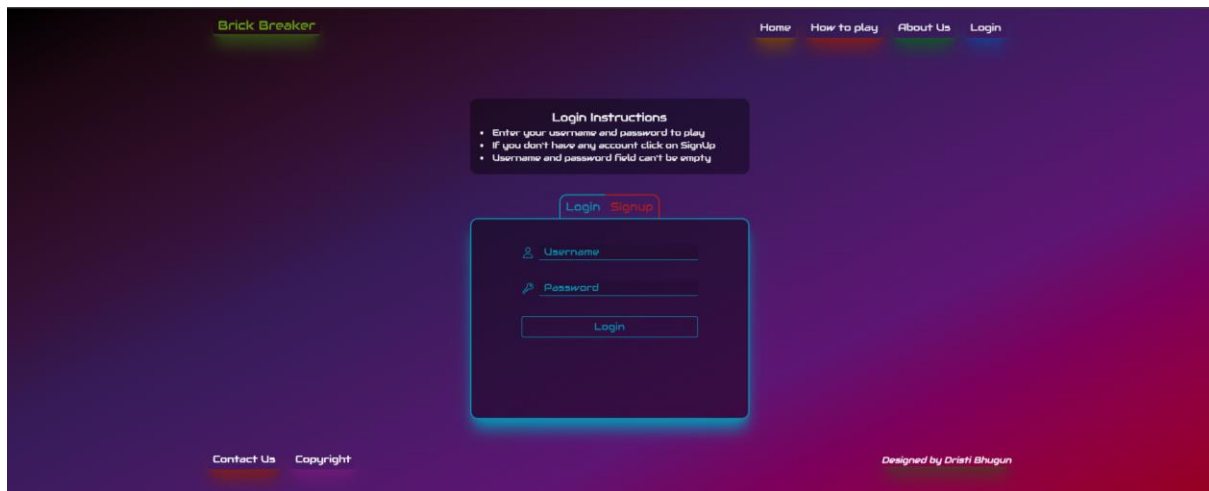 Brick Breaker
Home How to play About Us Login
Login Instructions
• Enter your username and password to play
• If you don't have any account click on SignUp
• Username and password field can't be empty
Login Signup
Username
Password
Login
Contact Us Copyright
Designed by Dristi Bhugun